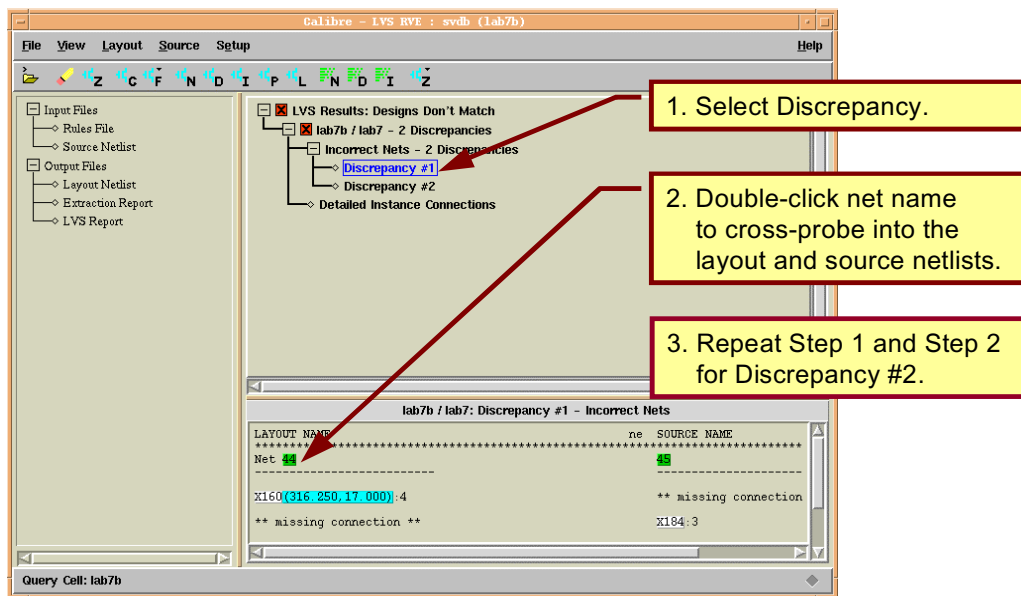 Calibre - LVS RVE : svdb (lab7b)
File View Layout Source Setup Help
Z C F N D I P L N D I Z
Input Files
Rules File
Source Netlist
Output Files
Layout Netlist
Extraction Report
LVS Report
LVS Results: Designs Don't Match
lab7b / lab7 - 2 Discrepancies
Incorrect Nets - 2 Discrepancies
Discrepancy #1
Discrepancy #2
Detailed Instance Connections
1. Select Discrepancy.
2. Double-click net name
to cross-probe into the
layout and source netlists.
3. Repeat Step 1 and Step 2
for Discrepancy #2.
lab7b / lab7: Discrepancy #1 - Incorrect Nets
LAYOUT NAME ne SOURCE NAME
Net 44 45
X160(316.250,17.000):4 ** missing connection
** missing connection ** X184:3
Query Cell: lab7b